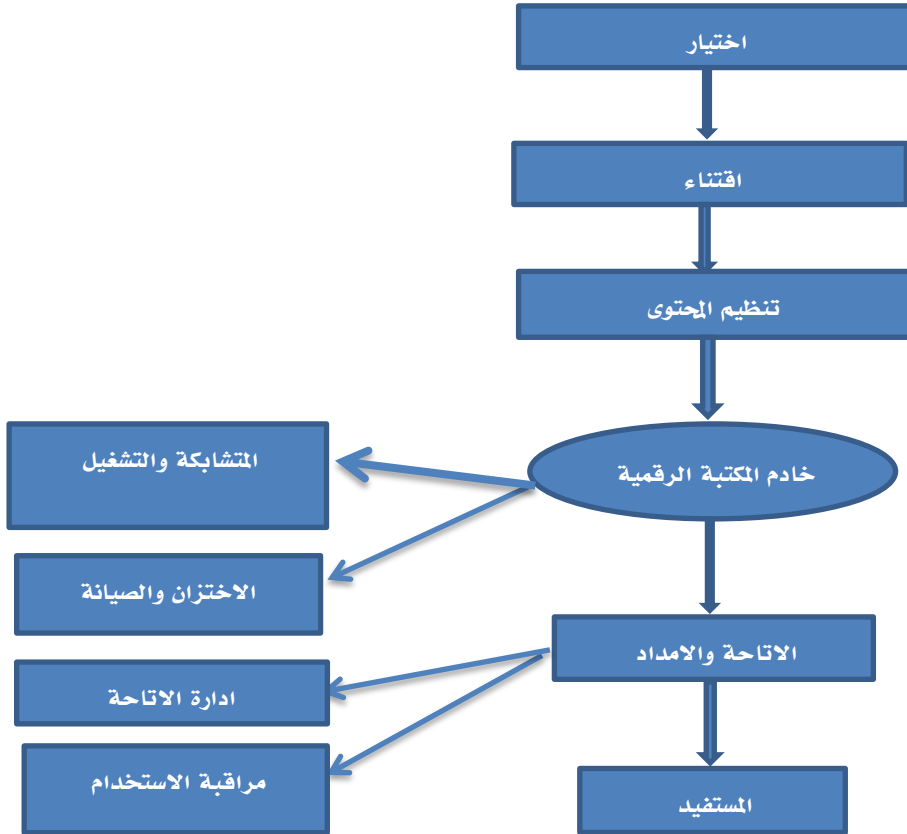 اختيار
اقتناء
تنظيم المحتوى
خادم المكتبة الرقمية
المتشابكة والتشغيل
الاختزان والصيانة
الاتاحة والامداد
ادارة الاتاحة
مراقبة الاستخدام
المستفيد